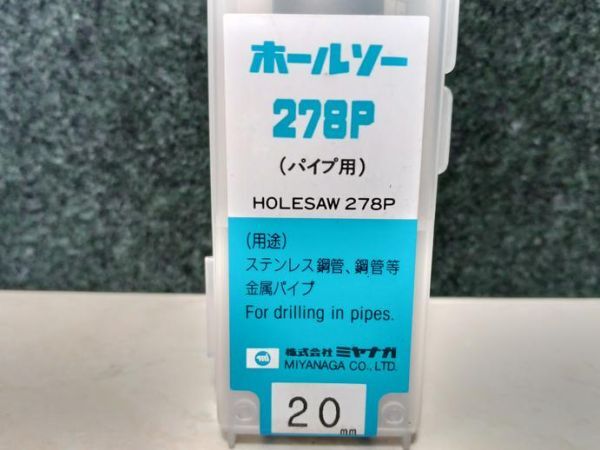 ホールソー
278P
(パイプ用)
HOLESAW 278P
(用途)
ステンレス鋼管、鋼管等
金属パイプ
For drilling in pipes.
株式会社 ミヤナガ
MIYANAGA CO., LTD.
20mm